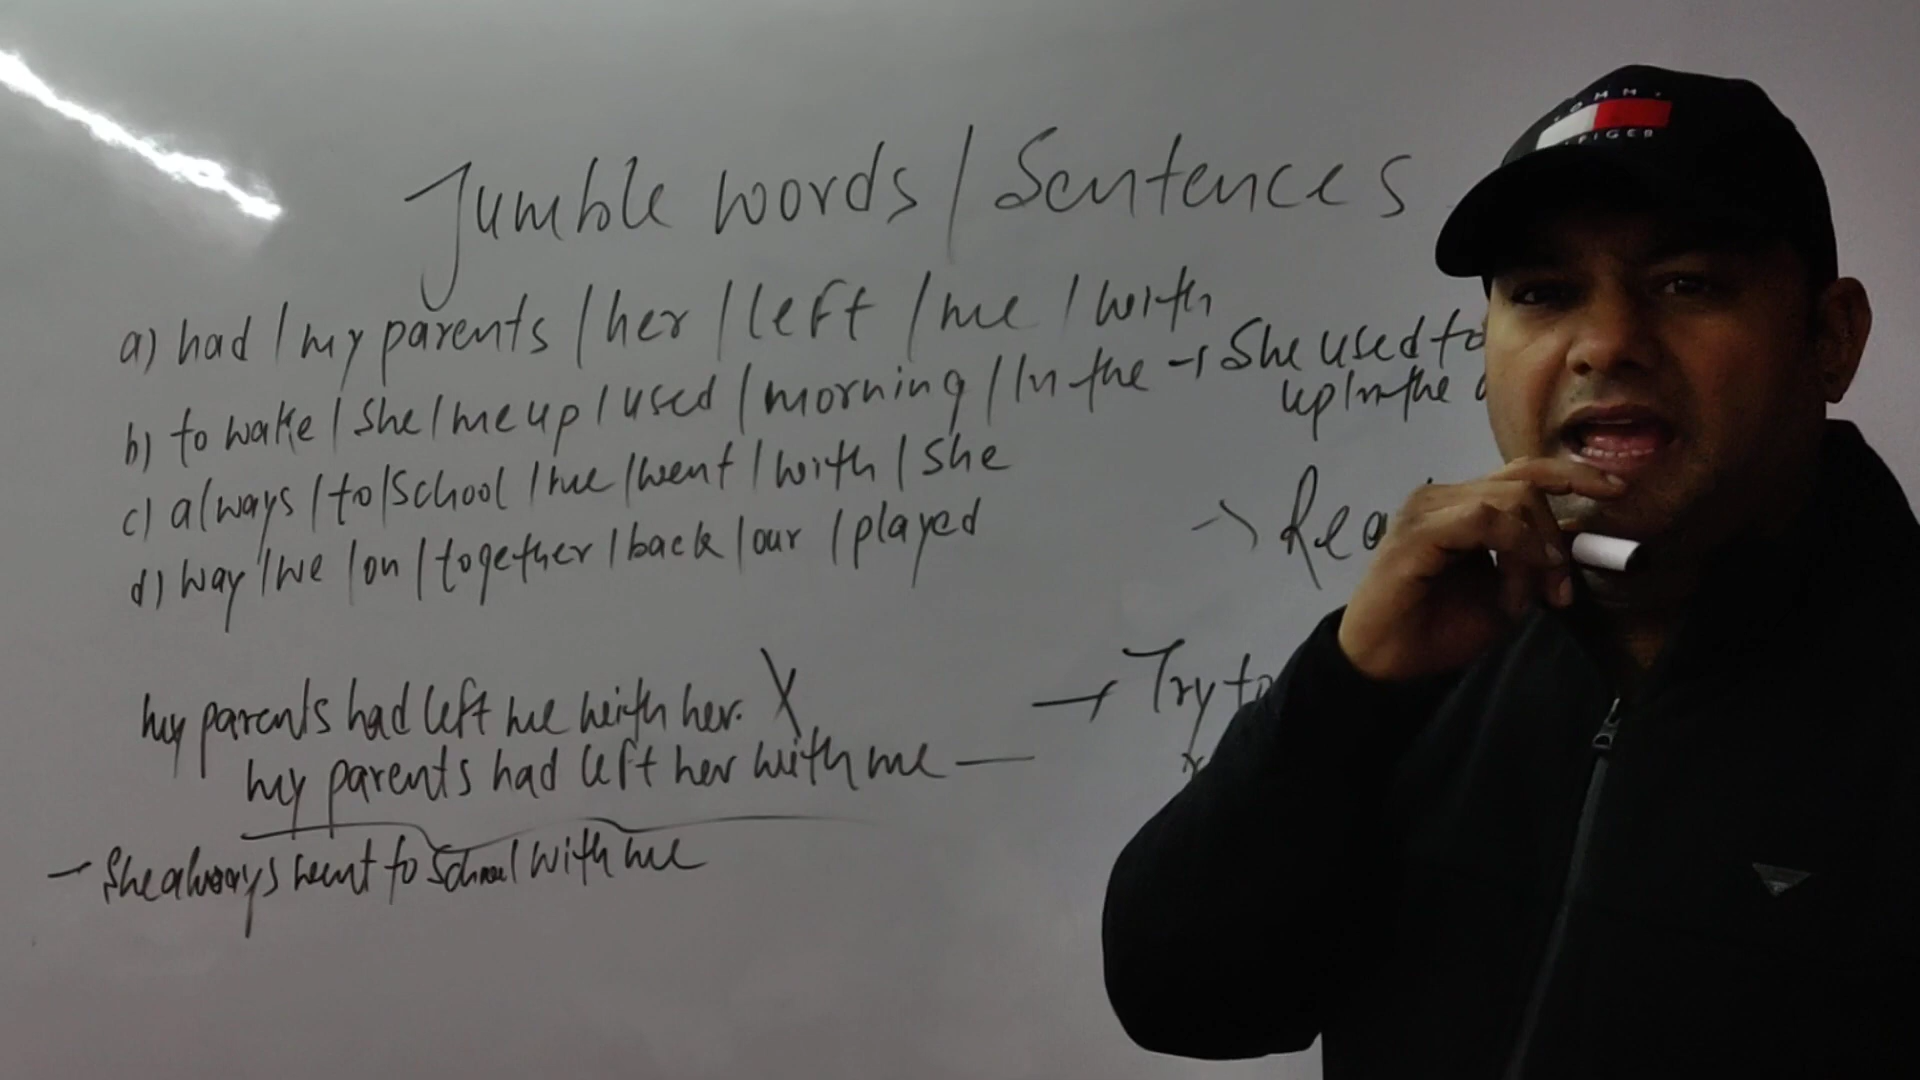 Jumble words / Sentences
a) had / my parents / her / left / me / with
b) to wake / She / me up / used / morning / In the → She used to
up / in the
c) always / to / School / me / went / with / She
d) way / we / on / together / back / our / played
→ Rea
my parents had left me with her. X
→ Try to
my parents had left her with me —
- She always went to School with me